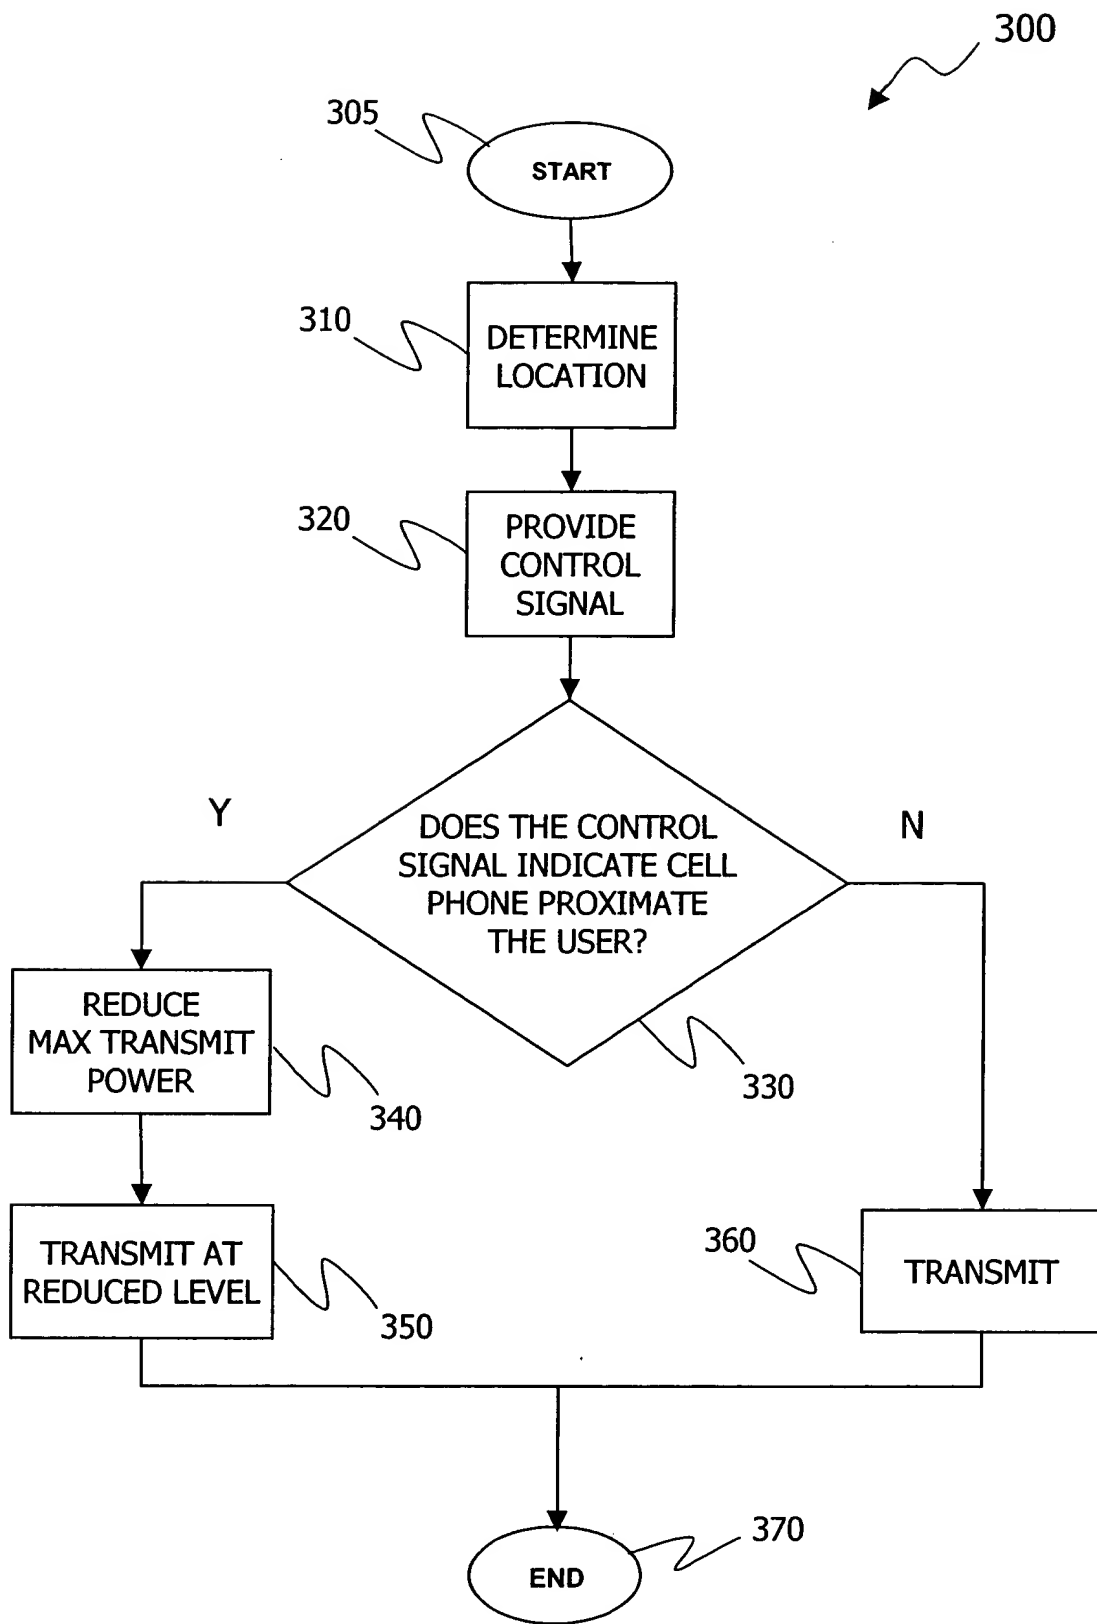 300
305
START
310
DETERMINE
LOCATION
320
PROVIDE
CONTROL
SIGNAL
Y
N
DOES THE CONTROL
SIGNAL INDICATE CELL
PHONE PROXIMATE
THE USER?
330
REDUCE
MAX TRANSMIT
POWER
340
TRANSMIT AT
REDUCED LEVEL
350
360
TRANSMIT
370
END